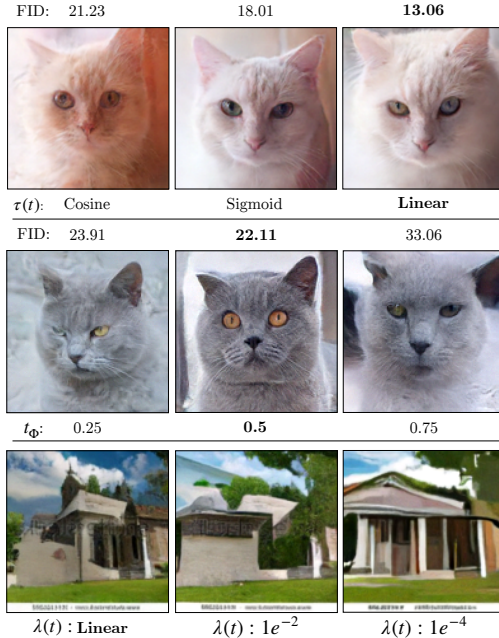 FID: 21.23 18.01 13.06
τ(t): Cosine Sigmoid Linear
FID: 23.91 22.11 33.06
t_Φ: 0.25 0.5 0.75
λ(t) : Linear λ(t) : 1e⁻² λ(t) : 1e⁻⁴